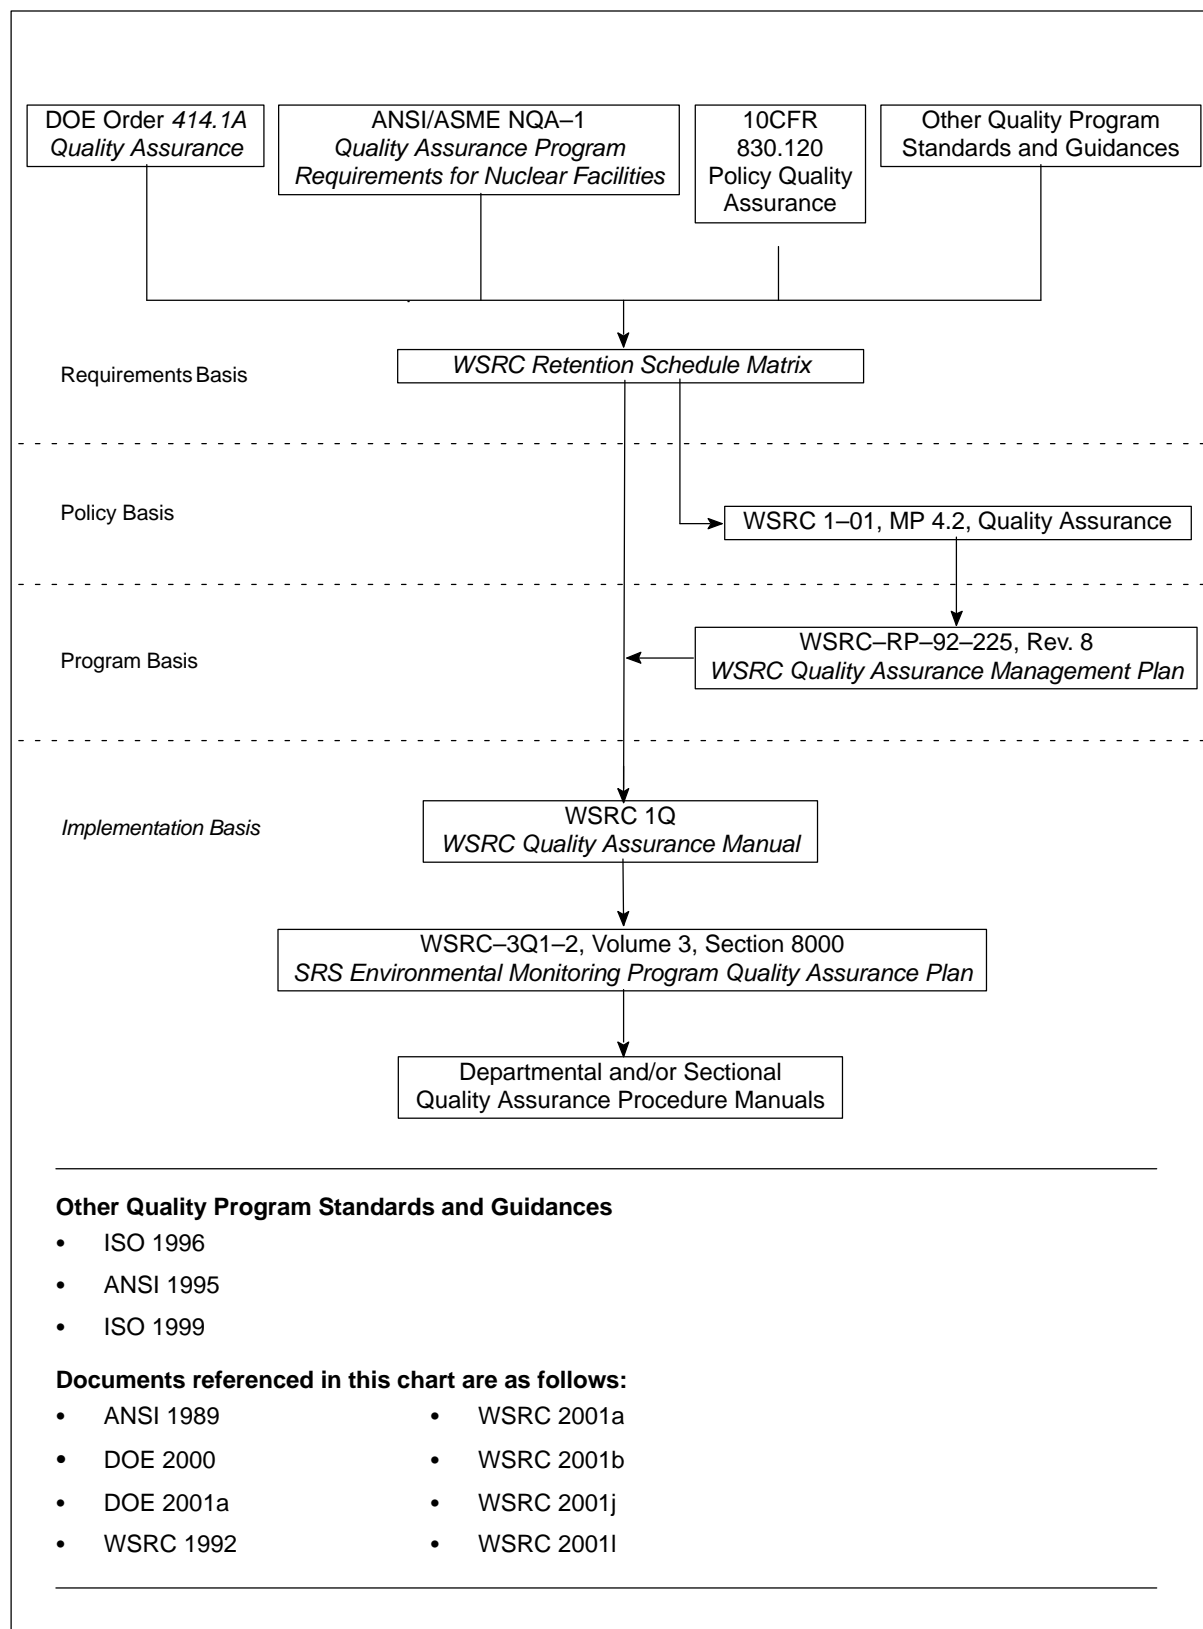 DOE Order 414.1A
Quality Assurance
ANSI/ASME NQA–1
Quality Assurance Program
Requirements for Nuclear Facilities
10CFR
830.120
Policy Quality
Assurance
Other Quality Program
Standards and Guidances
WSRC Retention Schedule Matrix
Requirements Basis
Policy Basis
WSRC 1–01, MP 4.2, Quality Assurance
Program Basis
WSRC–RP–92–225, Rev. 8
WSRC Quality Assurance Management Plan
Implementation Basis
WSRC 1Q
WSRC Quality Assurance Manual
WSRC–3Q1–2, Volume 3, Section 8000
SRS Environmental Monitoring Program Quality Assurance Plan
Departmental and/or Sectional
Quality Assurance Procedure Manuals
Other Quality Program Standards and Guidances
• ISO 1996
• ANSI 1995
• ISO 1999
Documents referenced in this chart are as follows:
• ANSI 1989
• DOE 2000
• DOE 2001a
• WSRC 1992
• WSRC 2001a
• WSRC 2001b
• WSRC 2001j
• WSRC 2001l